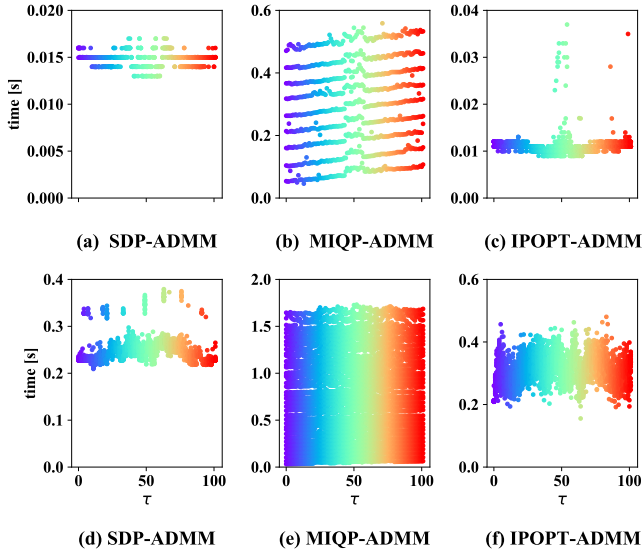 0.020
0.015
0.010
0.005
0.000
time [s]
0.6
0.4
0.2
0.0
0.04
0.03
0.02
0.01
0.00
(a) SDP-ADMM
(b) MIQP-ADMM
(c) IPOPT-ADMM
0.4
0.3
0.2
0.1
0.0
time [s]
0 50 100
τ
2.0
1.5
1.0
0.5
0.0
0 50 100
τ
0.6
0.4
0.2
0.0
0 50 100
τ
(d) SDP-ADMM
(e) MIQP-ADMM
(f) IPOPT-ADMM